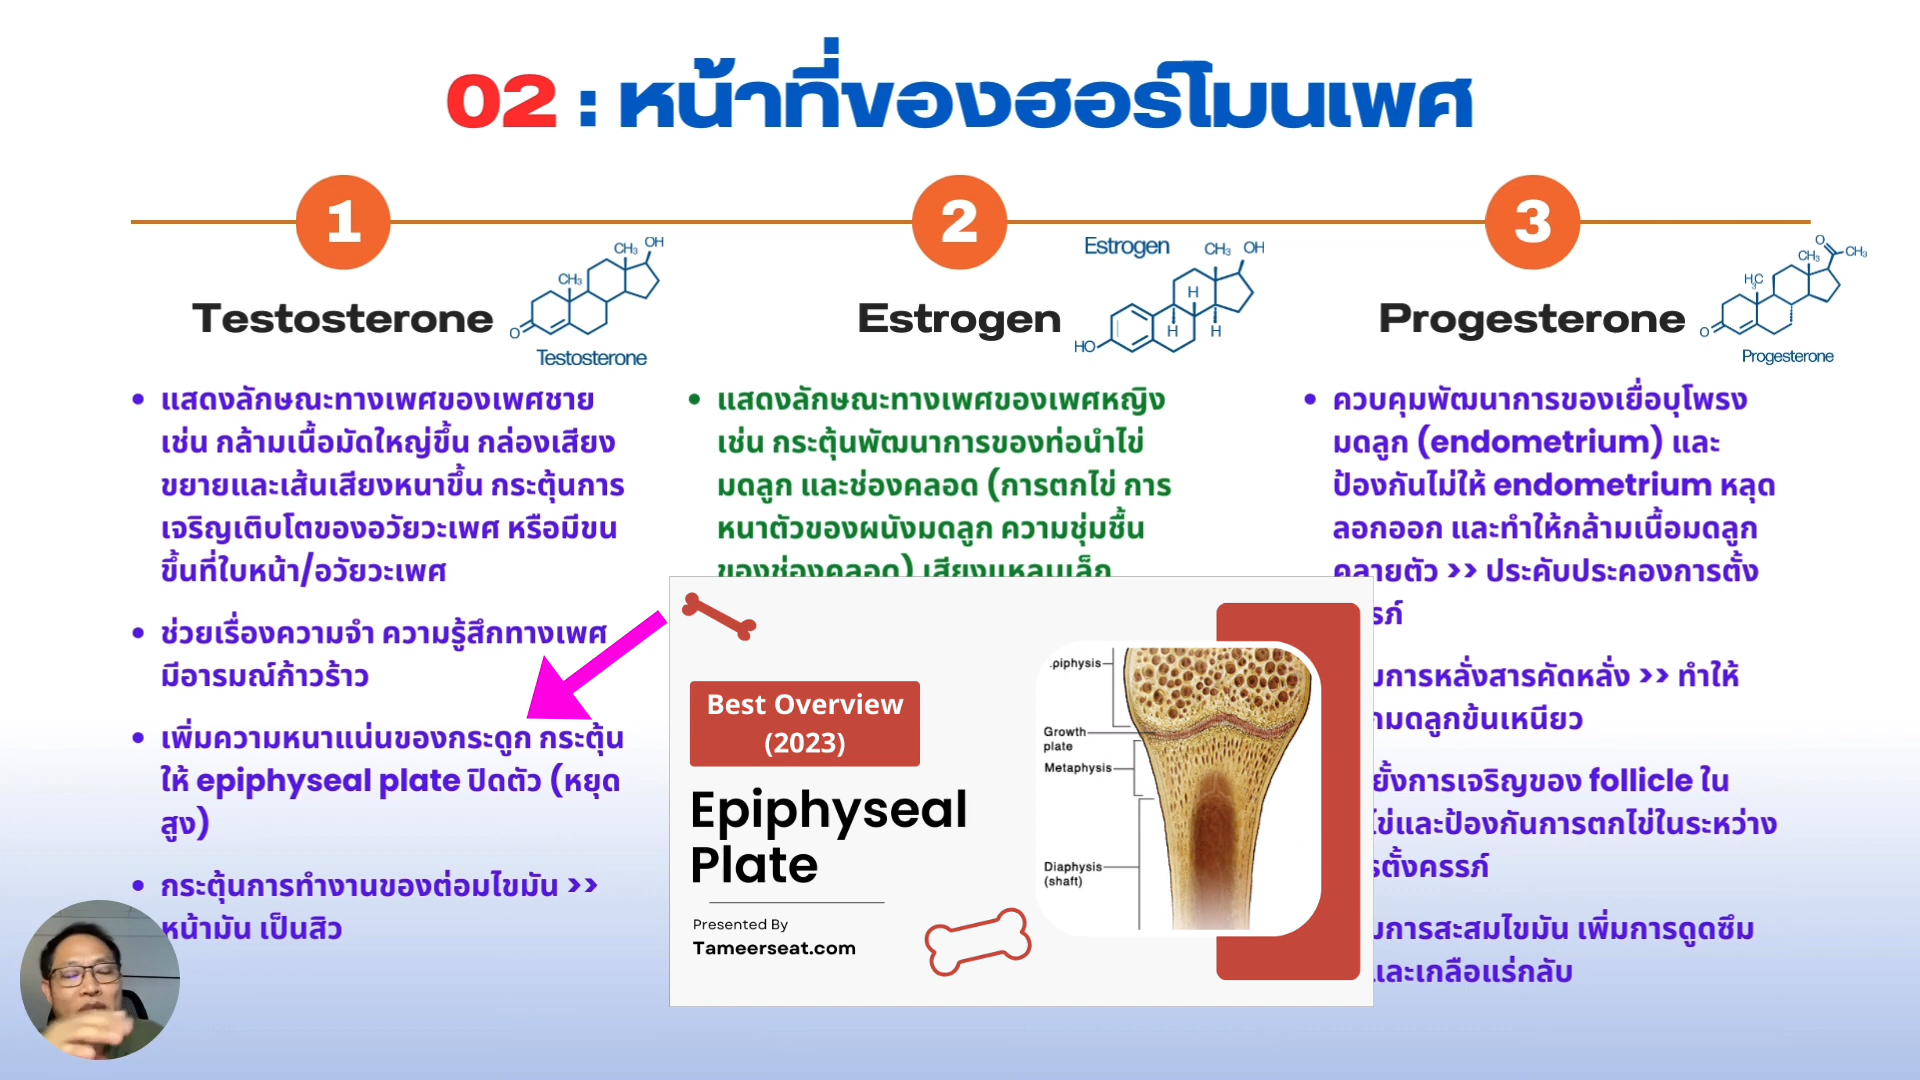 02 : หน้าที่ของฮอร์โมนเพศ
1
Testosterone
CH₃
OH
CH₃
O
Testosterone
แสดงลักษณะทางเพศของเพศชาย
เช่น กล้ามเนื้อมัดใหญ่ขึ้น กล่องเสียง
ขยายและเส้นเสียงหนาขึ้น กระตุ้นการ
เจริญเติบโตของอวัยวะเพศ หรือมีขน
ขึ้นที่ใบหน้า/อวัยวะเพศ
ช่วยเรื่องความจำ ความรู้สึกทางเพศ
มีอารมณ์ก้าวร้าว
เพิ่มความหนาแน่นของกระดูก กระตุ้น
ให้ epiphyseal plate ปิดตัว (หยุด
สูง)
กระตุ้นการทำงานของต่อมไขมัน >>
หน้ามัน เป็นสิว
2
Estrogen
Estrogen
CH₃
OH
H
H
H
HO
แสดงลักษณะทางเพศของเพศหญิง
เช่น กระตุ้นพัฒนาการของท่อนำไข่
มดลูก และช่องคลอด (การตกไข่ การ
หนาตัวของผนังมดลูก ความชุ่มชื้น
ของช่องคลอด) เสียงแหลมเล็ก
Best Overview
(2023)
Epiphyseal
Plate
Presented By
Tameerseat.com
piphysis
Growth
plate
Metaphysis
Diaphysis
(shaft)
3
Progesterone
O
CH₃
CH₃
H₃C
O
Progesterone
ควบคุมพัฒนาการของเยื่อบุโพรง
มดลูก (endometrium) และ
ป้องกันไม่ให้ endometrium หลุด
ลอกออก และทำให้กล้ามเนื้อมดลูก
คลายตัว >> ประคับประคองการตั้ง
รภ์
การหลั่งสารคัดหลั่ง >> ทำให้
มดลูกข้นเหนียว
ยั้งการเจริญของ follicle ใน
ไข่และป้องกันการตกไข่ในระหว่าง
รตั้งครรภ์
การสะสมไขมัน เพิ่มการดูดซึม
และเกลือแร่กลับ